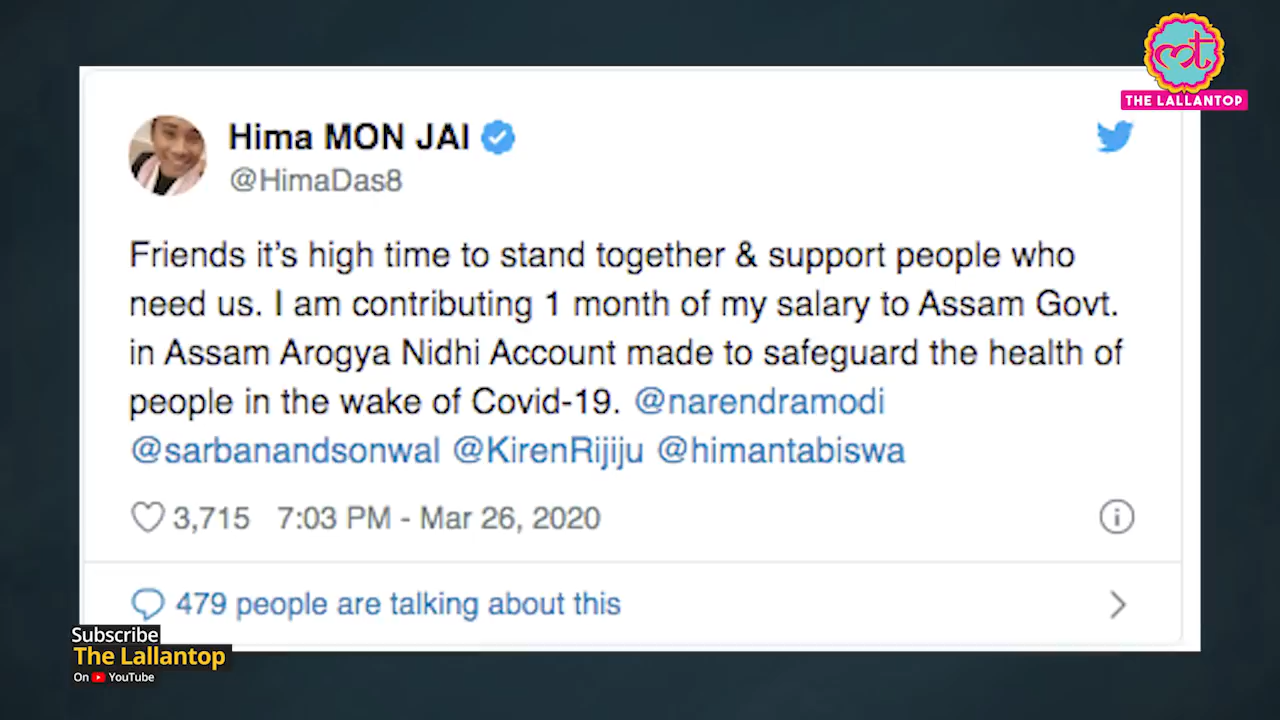 THE LALLANTOP
Hima MON JAI
@HimaDas8
Friends it's high time to stand together & support people who
need us. I am contributing 1 month of my salary to Assam Govt.
in Assam Arogya Nidhi Account made to safeguard the health of
people in the wake of Covid-19. @narendramodi
@sarbanandsonwal @KirenRijiju @himantabiswa
3,715 7:03 PM - Mar 26, 2020
479 people are talking about this
Subscribe
The Lallantop
On YouTube